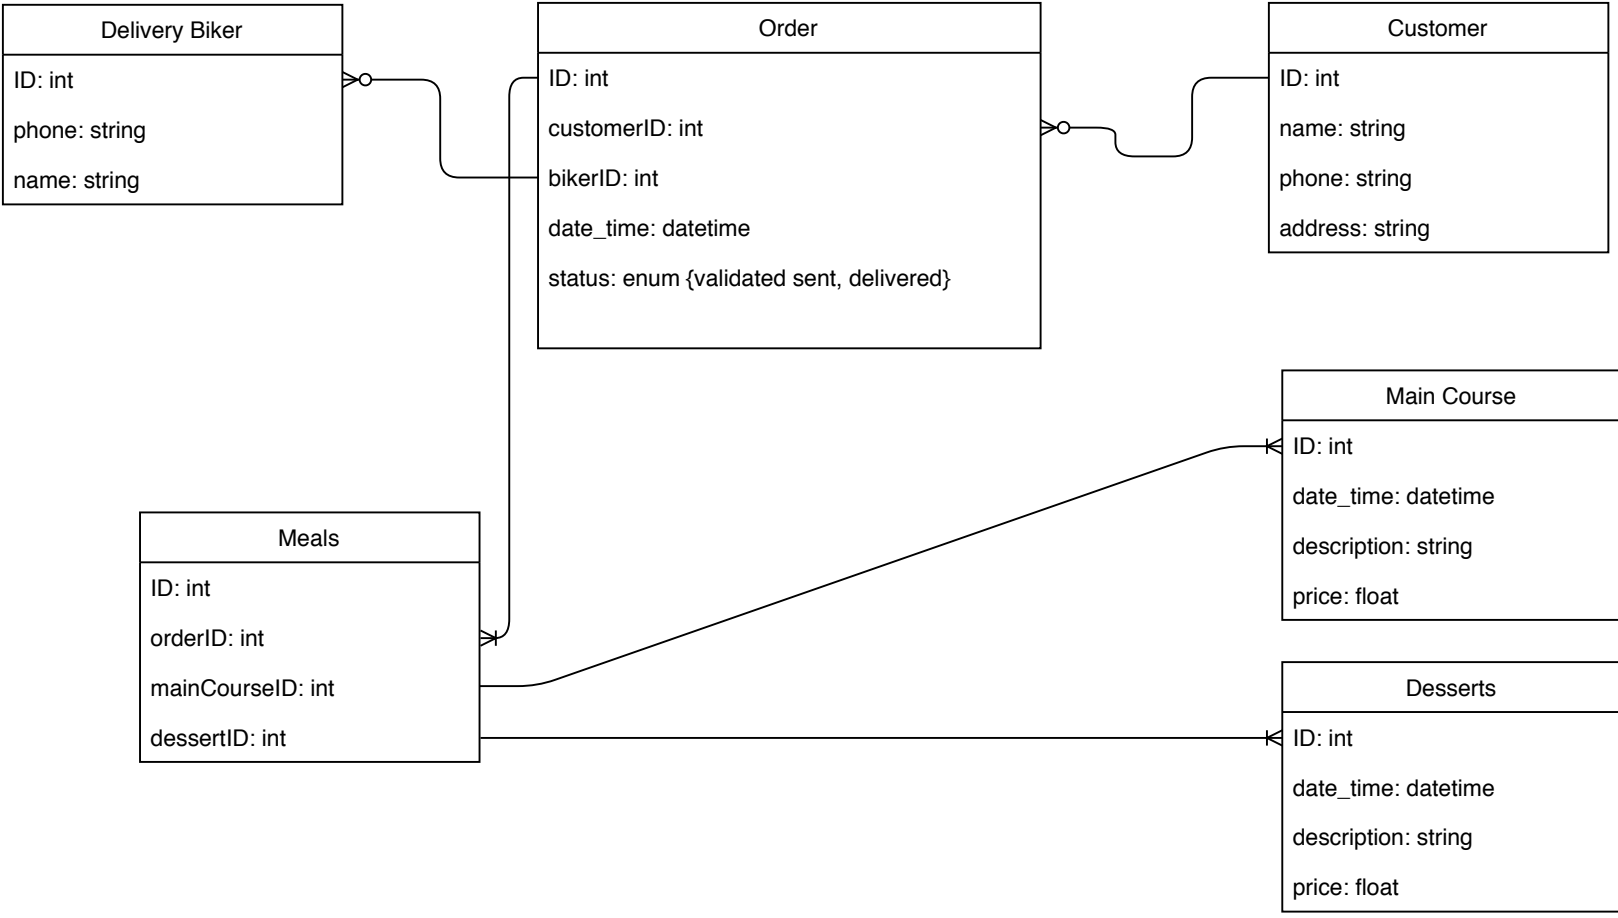 Delivery Biker
ID: int
phone: string
name: string
Order
ID: int
customerID: int
bikerID: int
date_time: datetime
status: enum {validated sent, delivered}
Customer
ID: int
name: string
phone: string
address: string
Meals
ID: int
orderID: int
mainCourseID: int
dessertID: int
Main Course
ID: int
date_time: datetime
description: string
price: float
Desserts
ID: int
date_time: datetime
description: string
price: float